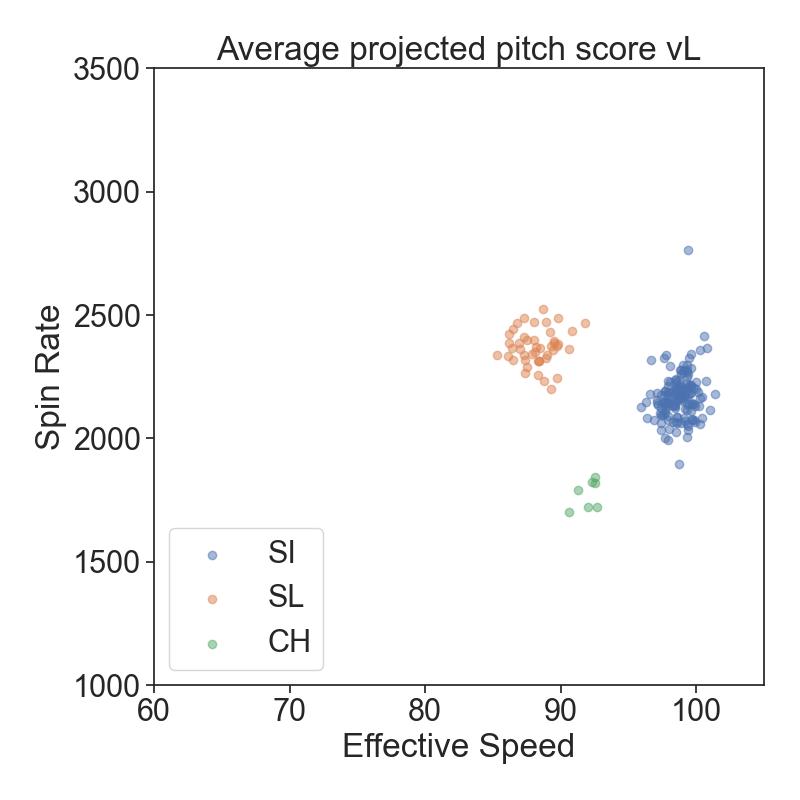 Average projected pitch score vL
3500
3000
2500
2000
1500
1000
Spin Rate
SI
SL
CH
60 70 80 90 100
Effective Speed